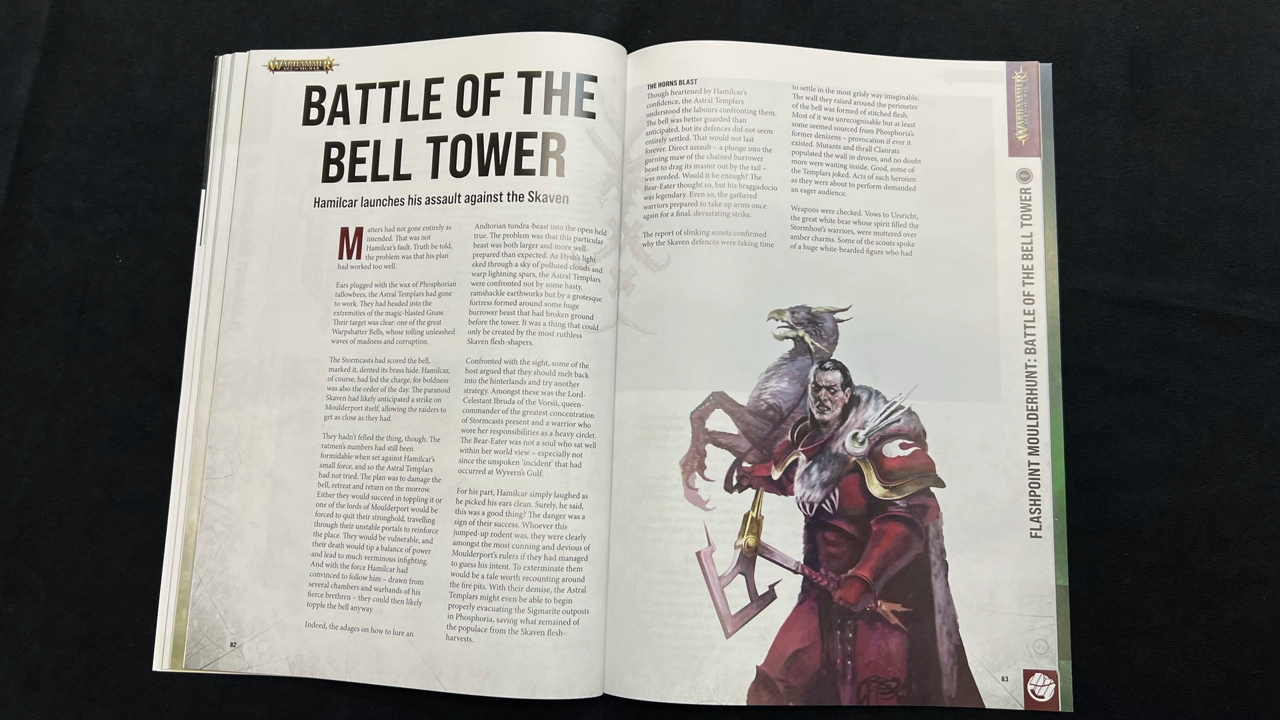 WARHAMMER
AGE OF SIGMAR
BATTLE OF THE
BELL TOWER
Hamilcar launches his assault against the Skaven
Matters had not gone entirely as
intended. That was not
Hamilcar's fault. Truth be told,
the problem was that his plan
had worked too well.
Ears plugged with the wax of Phosphorian
tallowbees, the Astral Templars had gone
to work. They had headed into the
extremities of the magic-blasted Gnaw.
Their target was clear: one of the great
Warpshatter Bells, whose tolling unleashed
waves of madness and corruption.
The Stormcasts had scored the bell,
marked it, dented its brass hide. Hamilcar,
of course, had led the charge, for boldness
was also the order of the day. The paranoid
Skaven had likely anticipated a strike on
Moulderport itself, allowing the raiders to
get as close as they had.
They hadn't felled the thing, though. The
ratmen's numbers had still been
formidable when set against Hamilcar's
small force, and so the Astral Templars
had not tried. The plan was to damage the
bell, retreat and return on the morrow.
Either they would succeed in toppling it or
one of the lords of Moulderport would be
forced to quit their stronghold, travelling
through their unstable portals to reinforce
the place. They would be vulnerable, and
their death would tip a balance of power
and lead to much verminous infighting.
And with the force Hamilcar had
convinced to follow him – drawn from
several chambers and warbands of his
fierce brethren – they could then likely
topple the bell anyway.
Indeed, the adages on how to lure an
Andtorian tundra-beast into the open held
true. The problem was that this particular
beast was both larger and more well-
prepared than expected. As Hysh's light
eked through a sky of polluted clouds and
warp lightning spars, the Astral Templars
were confronted not by some hasty,
ramshackle earthworks but by a grotesque
fortress formed around some huge
burrower beast that had broken ground
before the tower. It was a thing that could
only be created by the most ruthless
Skaven flesh-shapers.
Confronted with the sight, some of the
host argued that they should melt back
into the hinterlands and try another
strategy. Amongst these was the Lord-
Celestant Ibruda of the Vorsii, queen-
commander of the greatest concentration
of Stormcasts present and a warrior who
wore her responsibilities as a heavy circlet.
The Bear-Eater was not a soul who sat well
within her world view – especially not
since the unspoken 'incident' that had
occurred at Wyvern's Gulf.
For his part, Hamilcar simply laughed as
he picked his ears clean. Surely, he said,
this was a good thing? The danger was a
sign of their success. Whoever this
jumped-up rodent was, they were clearly
amongst the most cunning and devious of
Moulderport's rulers if they had managed
to guess his intent. To exterminate them
would be a tale worth recounting around
the fire pits. With their demise, the Astral
Templars might even be able to begin
properly evacuating the Sigmarite outposts
in Phosphoria, saving what remained of
the populace from the Skaven flesh-
harvests.
82
THE HORNS BLAST
Though heartened by Hamilcar's
confidence, the Astral Templars
understood the labours confronting them.
The bell was better guarded than
anticipated, but its defences did not seem
entirely settled. That would not last
forever. Direct assault – a plunge into the
gurning maw of the chained burrower
beast to drag its master out by the tail –
was needed. Would it be enough? The
Bear-Eater thought so, but his braggadocio
was legendary. Even so, the gathered
warriors prepared to take up arms once
again for a final, devastating strike.
The report of slinking scouts confirmed
why the Skaven defences were taking time
to settle in the most grisly way imaginable.
The wall they raised around the perimeter
of the bell was formed of stitched flesh.
Most of it was unrecognisable but at least
some seemed sourced from Phosphoria's
former denizens – provocation if ever it
existed. Mutants and thrall Clanrats
populated the wall in droves, and no doubt
more were waiting inside. Good, some of
the Templars joked. Acts of such heroism
as they were about to perform demanded
an eager audience.
Weapons were checked. Vows to Ursricht,
the great white bear whose spirit filled the
Stormhost's warriors, were muttered over
amber charms. Some of the scouts spoke
of a huge white-bearded figure who had
WARHAMMER
FLASHPOINT MOULDERHUNT: BATTLE OF THE BELL TOWER
83